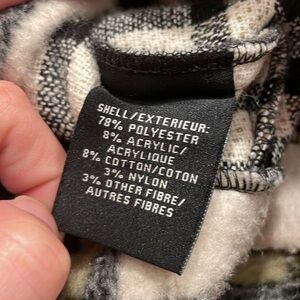 SHELL/EXTERIEUR:
78% POLYESTER
8% ACRYLIC/
ACRYLIQUE
8% COTTON/COTON
3% NYLON
3% OTHER FIBRE/
AUTRES FIBRES